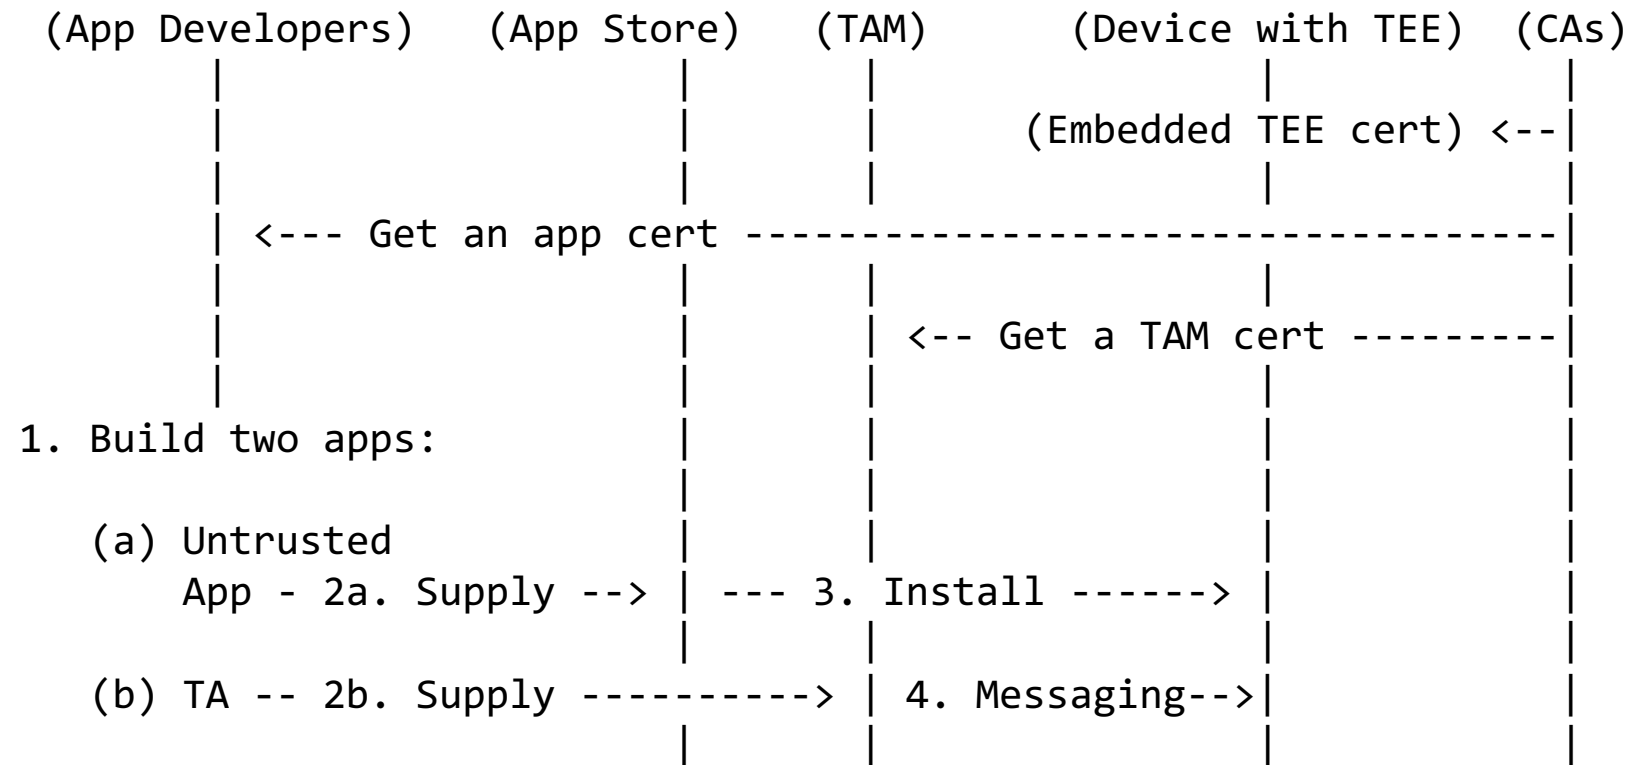 (App Developers)   (App Store)   (TAM)      (Device with TEE)  (CAs)
        |                   |       |                |            |
        |                   |       |      (Embedded TEE cert) <--|
        |                   |       |                |            |
        | <--- Get an app cert -----------------------------------|
        |                   |       |                |            |
        |                   |       | <-- Get a TAM cert ---------|
        |                   |       |                |            |
1. Build two apps:          |       |                |            |
                            |       |                |            |
   (a) Untrusted            |       |                |            |
       App - 2a. Supply --> | --- 3. Install ------> |            |
                            |       |                |            |
   (b) TA -- 2b. Supply ----------> | 4. Messaging-->|            |
                            |       |                |            |